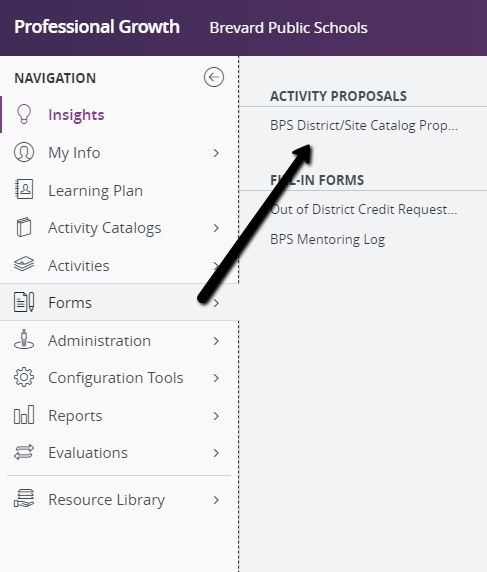 Professional Growth Brevard Public Schools
NAVIGATION
Insights
My Info
Learning Plan
Activity Catalogs
Activities
Forms
Administration
Configuration Tools
Reports
Evaluations
Resource Library
ACTIVITY PROPOSALS
BPS District/Site Catalog Prop...
FILL-IN FORMS
Out of District Credit Request...
BPS Mentoring Log